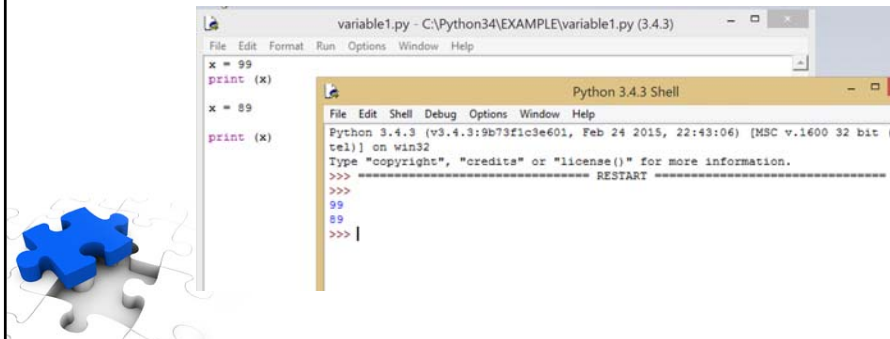 variable1.py - C:\Python34\EXAMPLE\variable1.py (3.4.3)
File Edit Format Run Options Window Help
x = 99
print (x)
x = 89
print (x)
Python 3.4.3 Shell
File Edit Shell Debug Options Window Help
Python 3.4.3 (v3.4.3:9b73f1c3e601, Feb 24 2015, 22:43:06) [MSC v.1600 32 bit (
tel)] on win32
Type "copyright", "credits" or "license()" for more information.
>>> ================================ RESTART ================================
>>>
99
89
>>>